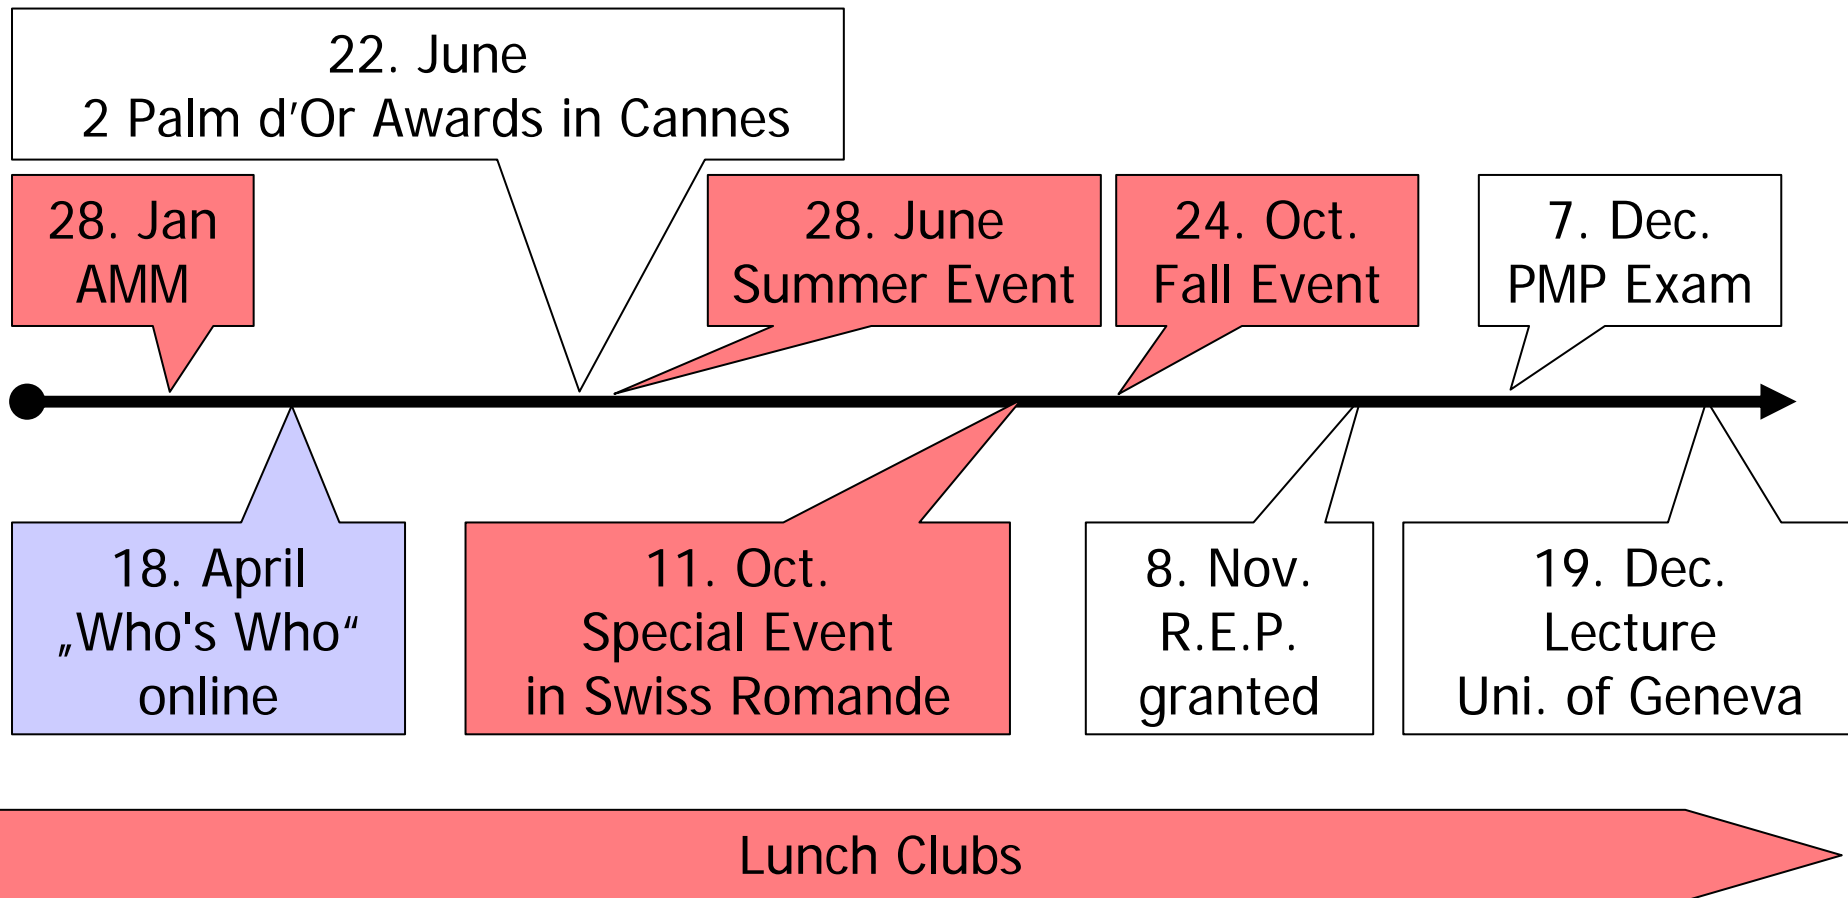 22. June
2 Palm d'Or Awards in Cannes
28. Jan
AMM
28. June
Summer Event
24. Oct.
Fall Event
7. Dec.
PMP Exam
18. April
„Who's Who“
online
11. Oct.
Special Event
in Swiss Romande
8. Nov.
R.E.P.
granted
19. Dec.
Lecture
Uni. of Geneva
Lunch Clubs